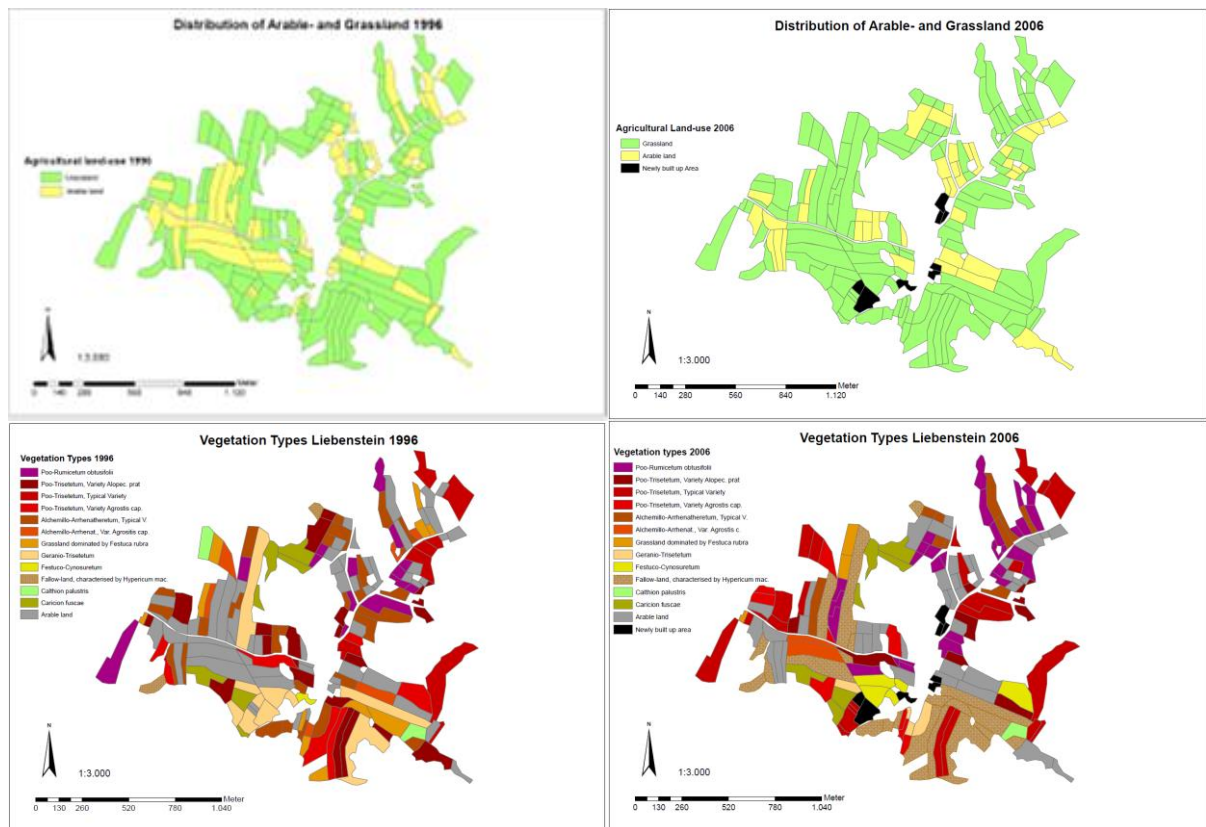 Distribution of Arable- and Grassland 1996
Agricultural land-use 1996
Grassland
Arable land
N
1:3.000
Meter
0 140 280 560 840 1.120
Distribution of Arable- and Grassland 2006
Agricultural Land-use 2006
Grassland
Arable land
Newly built up Area
N
1:3.000
Meter
0 140 280 560 840 1.120
Vegetation Types Liebenstein 1996
Vegetation Types 1996
Poo-Rumicetum obtusifolii
Poo-Trisetetum, Variety Alopec. prat
Poo-Trisetetum, Typical Variety
Poo-Trisetetum, Variety Agrostis cap.
Alchemillo-Arrhenatheretum, Typical V.
Alchemillo-Arrhenat., Var. Agrostis cap.
Grassland dominated by Festuca rubra
Geranio-Trisetetum
Festuco-Cynosuretum
Fallow-land, characterised by Hypericum mac.
Calthion palustris
Caricion fuscae
Arable land
N
1:3.000
Meter
0 130 260 520 780 1.040
Vegetation Types Liebenstein 2006
Vegetation types 2006
Poo-Rumicetum obtusifolii
Poo-Trisetetum, Variety Alopec. prat
Poo-Trisetetum, Typical Variety
Poo-Trisetetum, Variety Agrostis cap.
Alchemillo-Arrhenatheretum, Typical V.
Alchemillo-Arrhenat., Var. Agrostis c.
Grassland dominated by Festuca rubra
Geranio-Trisetetum
Festuco-Cynosuretum
Fallow-land, characterised by Hypericum mac.
Calthion palustris
Caricion fuscae
Arable land
Newly built up area
N
1:3.000
Meter
0 130 260 520 780 1.040